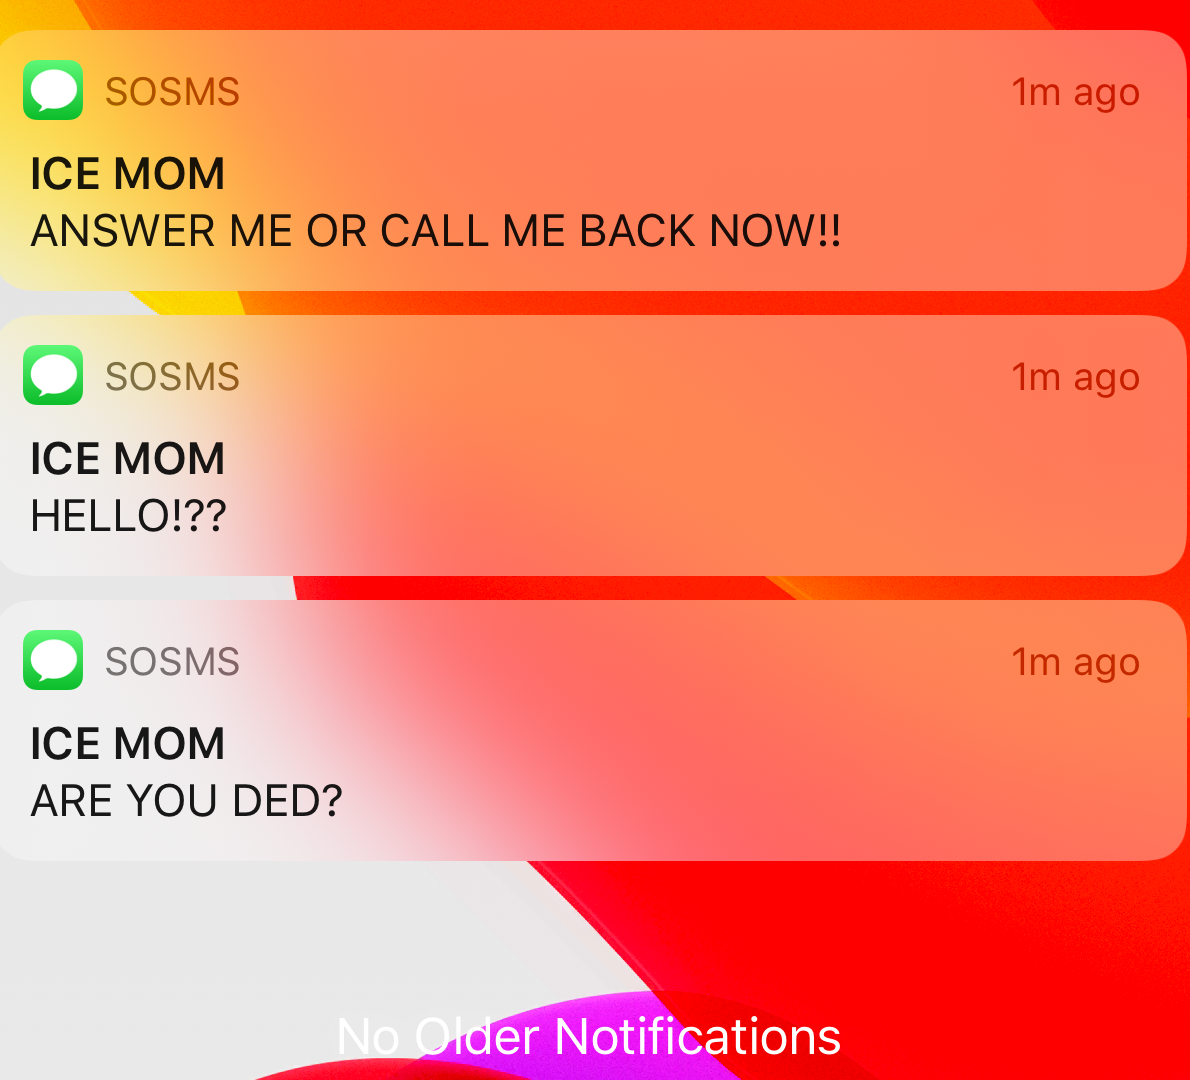 SOSMS 1m ago
ICE MOM
ANSWER ME OR CALL ME BACK NOW!!
SOSMS 1m ago
ICE MOM
HELLO!??
SOSMS 1m ago
ICE MOM
ARE YOU DED?
No Older Notifications